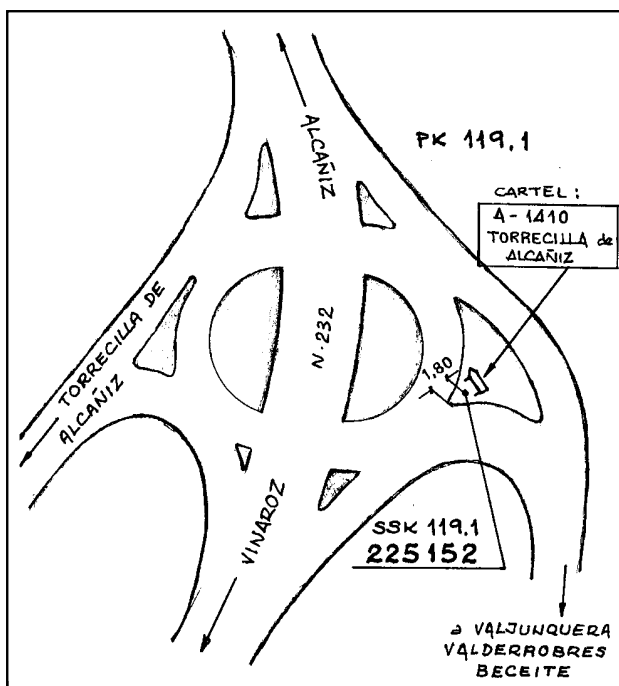 ALCAÑIZ
PK 119,1
CARTEL:
A-1410
TORRECILLA de
ALCAÑIZ
TORRECILLA DE
ALCAÑIZ
N-232
1,80
VINAROZ
SSK 119.1
225152
a VALJUNQUERA
VALDERROBRES
BECEITE